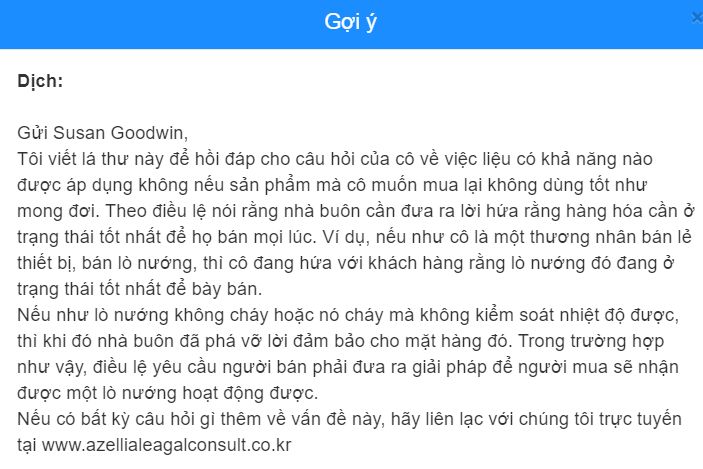 Gợi ý
Dịch:
Gửi Susan Goodwin,
Tôi viết lá thư này để hồi đáp cho câu hỏi của cô về việc liệu có khả năng nào
được áp dụng không nếu sản phẩm mà cô muốn mua lại không dùng tốt như
mong đơi. Theo điều lệ nói rằng nhà buôn cần đưa ra lời hứa rằng hàng hóa cần ở
trạng thái tốt nhất để họ bán mọi lúc. Ví dụ, nếu như cô là một thương nhân bán lẻ
thiết bị, bán lò nướng, thì cô đang hứa với khách hàng rằng lò nướng đó đang ở
trạng thái tốt nhất để bày bán.
Nếu như lò nướng không cháy hoặc nó cháy mà không kiểm soát nhiệt độ được,
thì khi đó nhà buôn đã phá vỡ lời đảm bảo cho mặt hàng đó. Trong trường hợp
như vậy, điều lệ yêu cầu người bán phải đưa ra giải pháp để người mua sẽ nhận
được một lò nướng hoạt động được.
Nếu có bất kỳ câu hỏi gì thêm về vấn đề này, hãy liên lạc với chúng tôi trực tuyến
tại www.azellialeagalconsult.co.kr